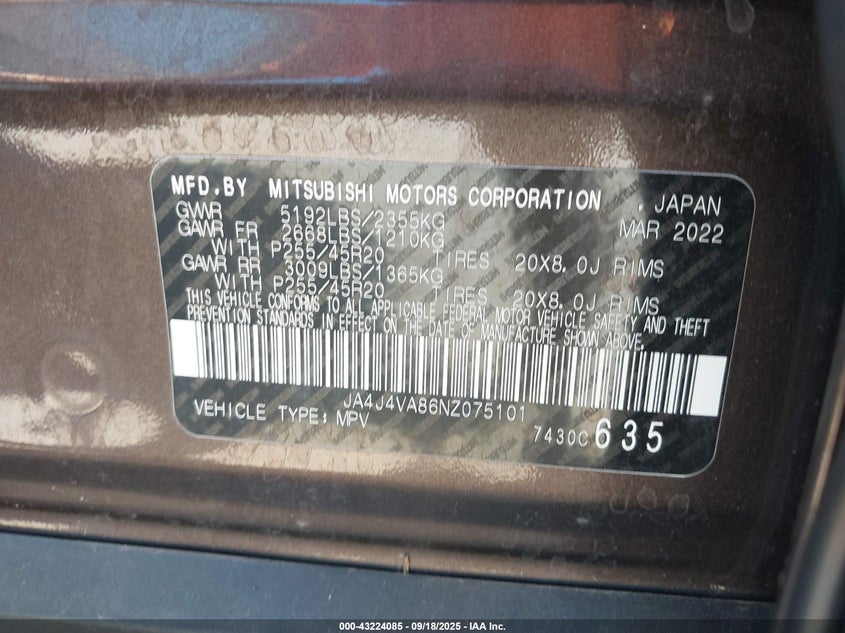 MFD.BY MITSUBISHI MOTORS CORPORATION , JAPAN
GVWR 5192LBS/2355KG MAR 2022
GAWR FR 2668LBS/1210KG
WITH P255/45R20 TIRES 20X8.0J RIMS
GAWR RR 3009LBS/1365KG
WITH P255/45R20 TIRES 20X8.0J RIMS
THIS VEHICLE CONFORMS TO ALL APPLICABLE FEDERAL MOTOR VEHICLE SAFETY AND THEFT
PREVENTION STANDARDS IN EFFECT ON THE DATE OF MANUFACTURE SHOWN ABOVE.
JA4J4VA86NZ075101
VEHICLE TYPE: MPV
7430C 635
000-43224085 - 09/18/2025 - IAA Inc.